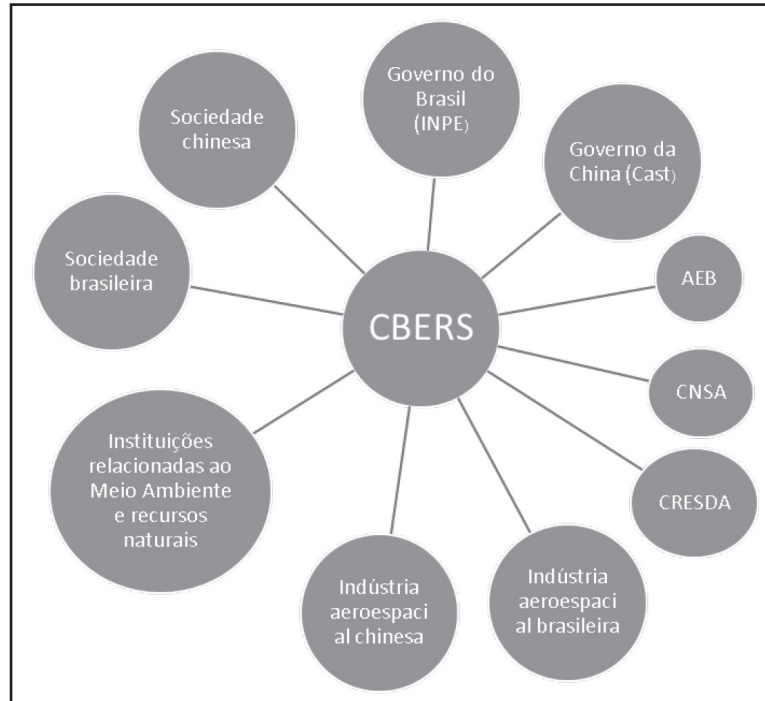 Governo do
Brasil
(INPE)
Sociedade
chinesa
Governo da
China (Cast)
Sociedade
brasileira
AEB
CBERS
CNSA
Instituições
relacionadas ao
Meio Ambiente
e recursos
naturais
CRESDA
Indústria
aeroespaci
al chinesa
Indústria
aeroespaci
al brasileira